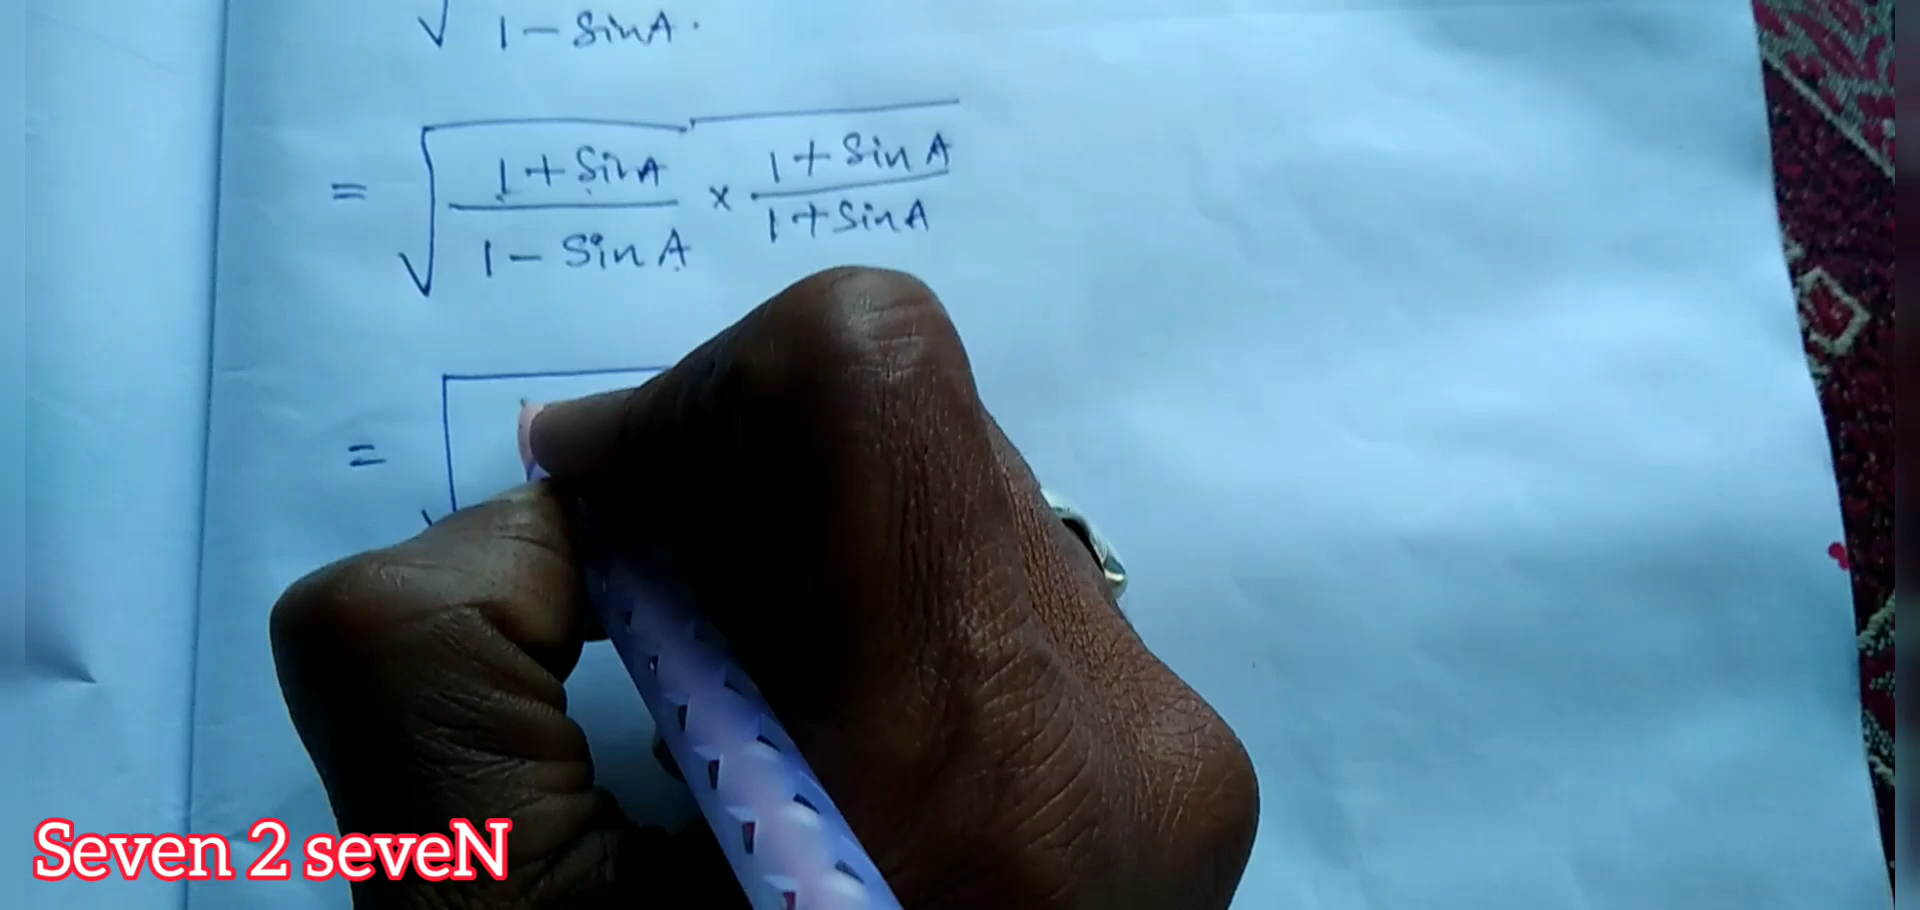 √ 1 - SinA.
= √ 1 + SinA / 1 - SinA × 1 + SinA / 1 + SinA
= √
Seven 2 seveN